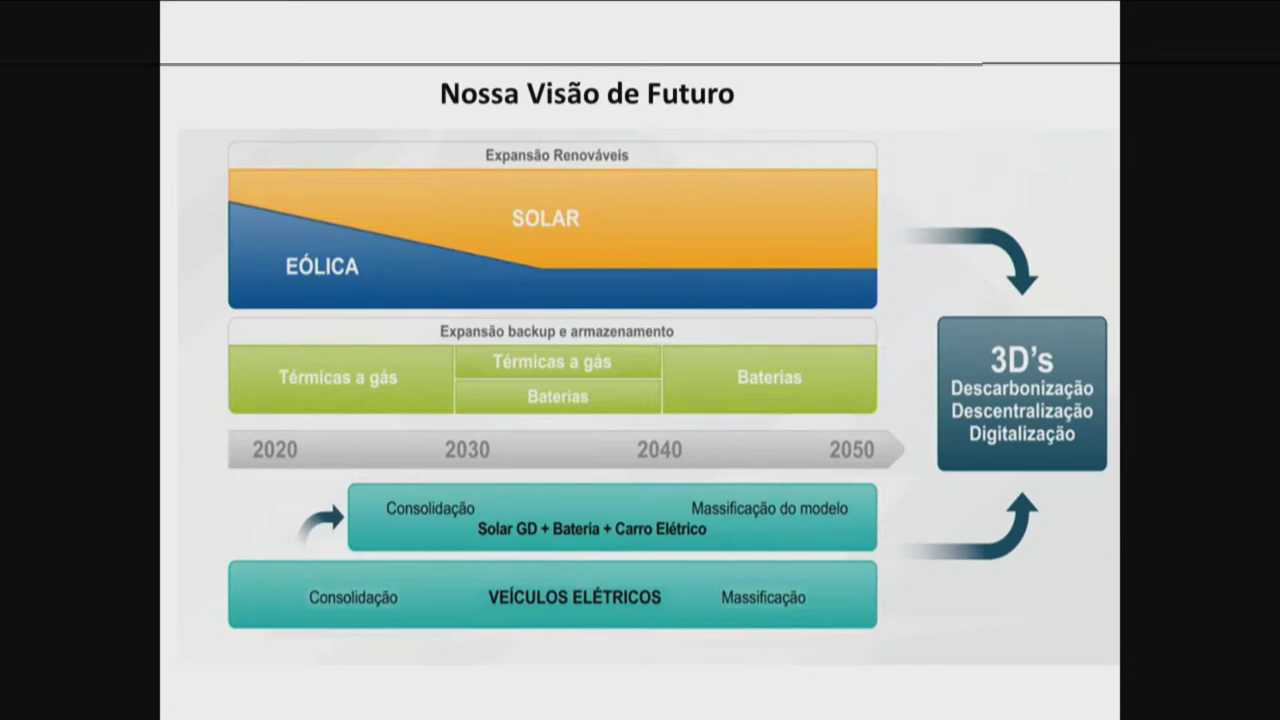 Nossa Visão de Futuro
Expansão Renováveis
SOLAR
EÓLICA
Expansão backup e armazenamento
Térmicas a gás
Térmicas a gás
Baterias
Baterias
2020 2030 2040 2050
Consolidação Massificação do modelo
Solar GD + Bateria + Carro Elétrico
Consolidação VEÍCULOS ELÉTRICOS Massificação
3D’s
Descarbonização
Descentralização
Digitalização